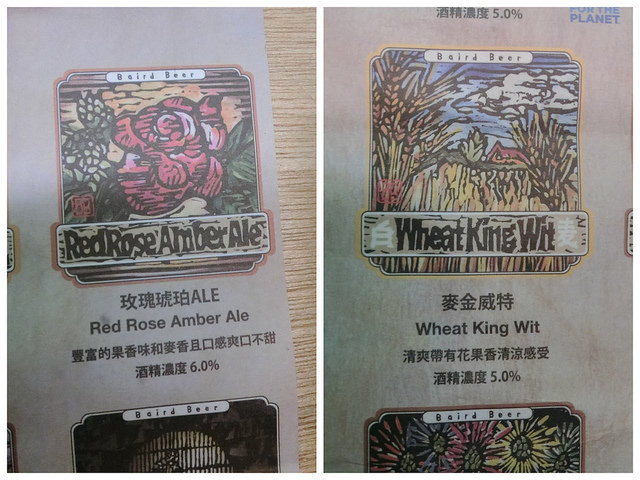 Baird Beer
Red Rose Amber Ale
玫瑰琥珀ALE
Red Rose Amber Ale
豐富的果香味和麥香且口感爽口不甜
酒精濃度 6.0%
Baird Beer
酒精濃度 5.0%
FOR THE
PLANET
Baird Beer
Wheat King Wit
麥金威特
Wheat King Wit
清爽帶有花果香清涼感受
酒精濃度 5.0%
Baird Beer